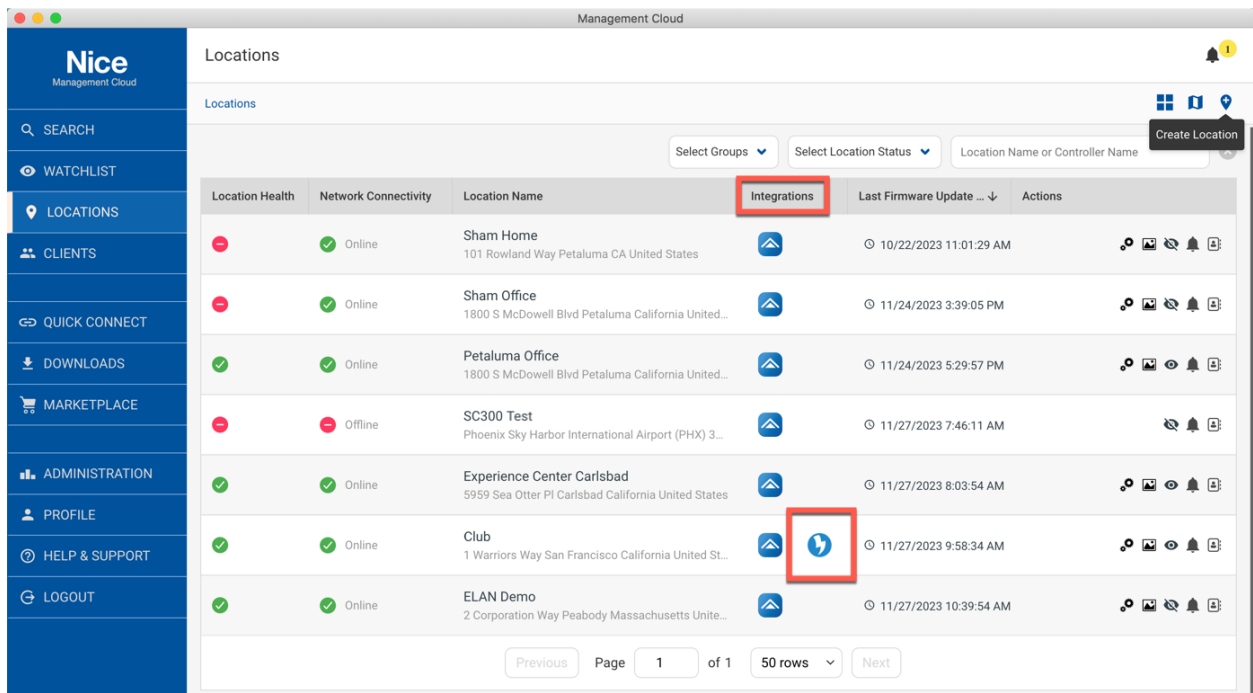 Management Cloud
Nice
Management Cloud
Locations
1
Locations
Create Location
SEARCH
WATCHLIST
LOCATIONS
CLIENTS
QUICK CONNECT
DOWNLOADS
MARKETPLACE
ADMINISTRATION
PROFILE
HELP & SUPPORT
LOGOUT
Select Groups
Select Location Status
Location Name or Controller Name
Location Health Network Connectivity Location Name Integrations Last Firmware Update ... Actions
Online Sham Home 10/22/2023 11:01:29 AM
101 Rowland Way Petaluma CA United States
Online Sham Office 11/24/2023 3:39:05 PM
1800 S McDowell Blvd Petaluma California United...
Online Petaluma Office 11/24/2023 5:29:57 PM
1800 S McDowell Blvd Petaluma California United...
Offline SC300 Test 11/27/2023 7:46:11 AM
Phoenix Sky Harbor International Airport (PHX) 3...
Online Experience Center Carlsbad 11/27/2023 8:03:54 AM
5959 Sea Otter Pl Carlsbad California United States
Online Club 11/27/2023 9:58:34 AM
1 Warriors Way San Francisco California United St...
Online ELAN Demo 11/27/2023 10:39:54 AM
2 Corporation Way Peabody Massachusetts Unite...
Previous Page 1 of 1 50 rows Next